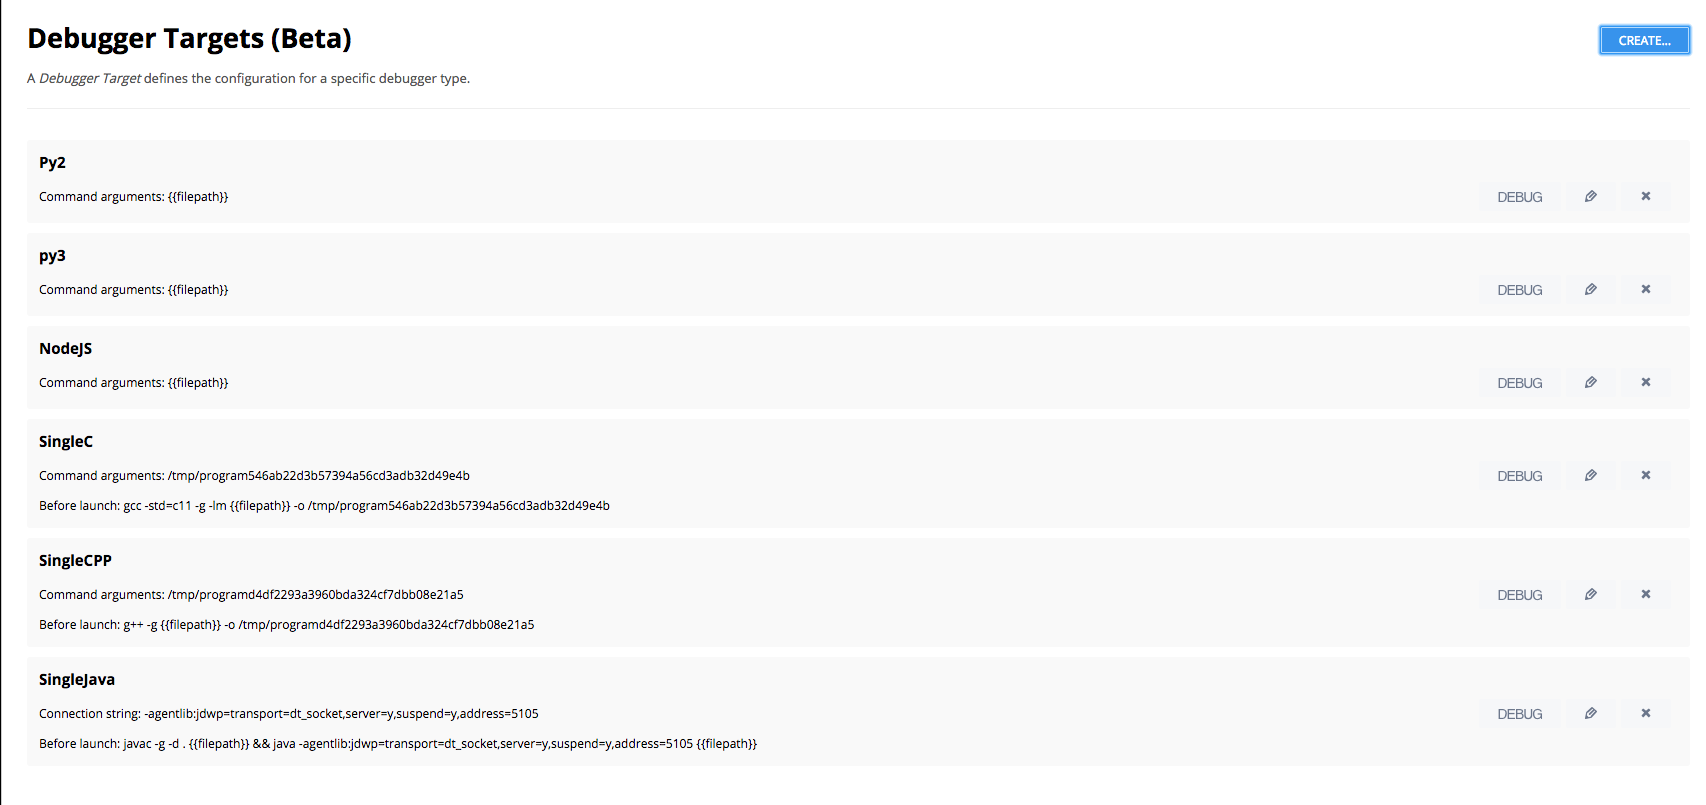 Debugger Targets (Beta)
CREATE...
A Debugger Target defines the configuration for a specific debugger type.
Py2
Command arguments: {{filepath}}
DEBUG
py3
Command arguments: {{filepath}}
DEBUG
NodeJS
Command arguments: {{filepath}}
DEBUG
SingleC
Command arguments: /tmp/program546ab22d3b57394a56cd3adb32d49e4b
DEBUG
Before launch: gcc -std=c11 -g -lm {{filepath}} -o /tmp/program546ab22d3b57394a56cd3adb32d49e4b
SingleCPP
Command arguments: /tmp/programd4df2293a3960bda324cf7dbb08e21a5
DEBUG
Before launch: g++ -g {{filepath}} -o /tmp/programd4df2293a3960bda324cf7dbb08e21a5
SingleJava
Connection string: -agentlib:jdwp=transport=dt_socket,server=y,suspend=y,address=5105
DEBUG
Before launch: javac -g -d . {{filepath}} && java -agentlib:jdwp=transport=dt_socket,server=y,suspend=y,address=5105 {{filepath}}